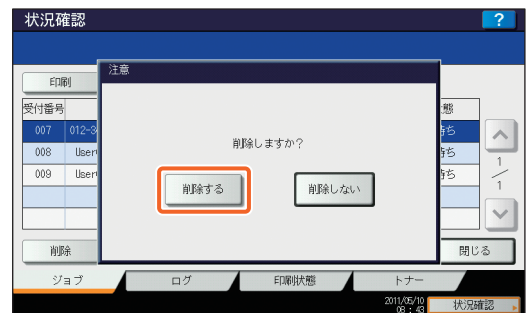 状況確認
?
注意
印刷
受付番号
態
007 012-3
待ち
008 User
待ち
009 User
待ち
削除しますか?
削除する
削除しない
1
1
削除
閉じる
ジョブ
ログ
印刷状態
トナー
2011/05/10
08 : 43
状況確認